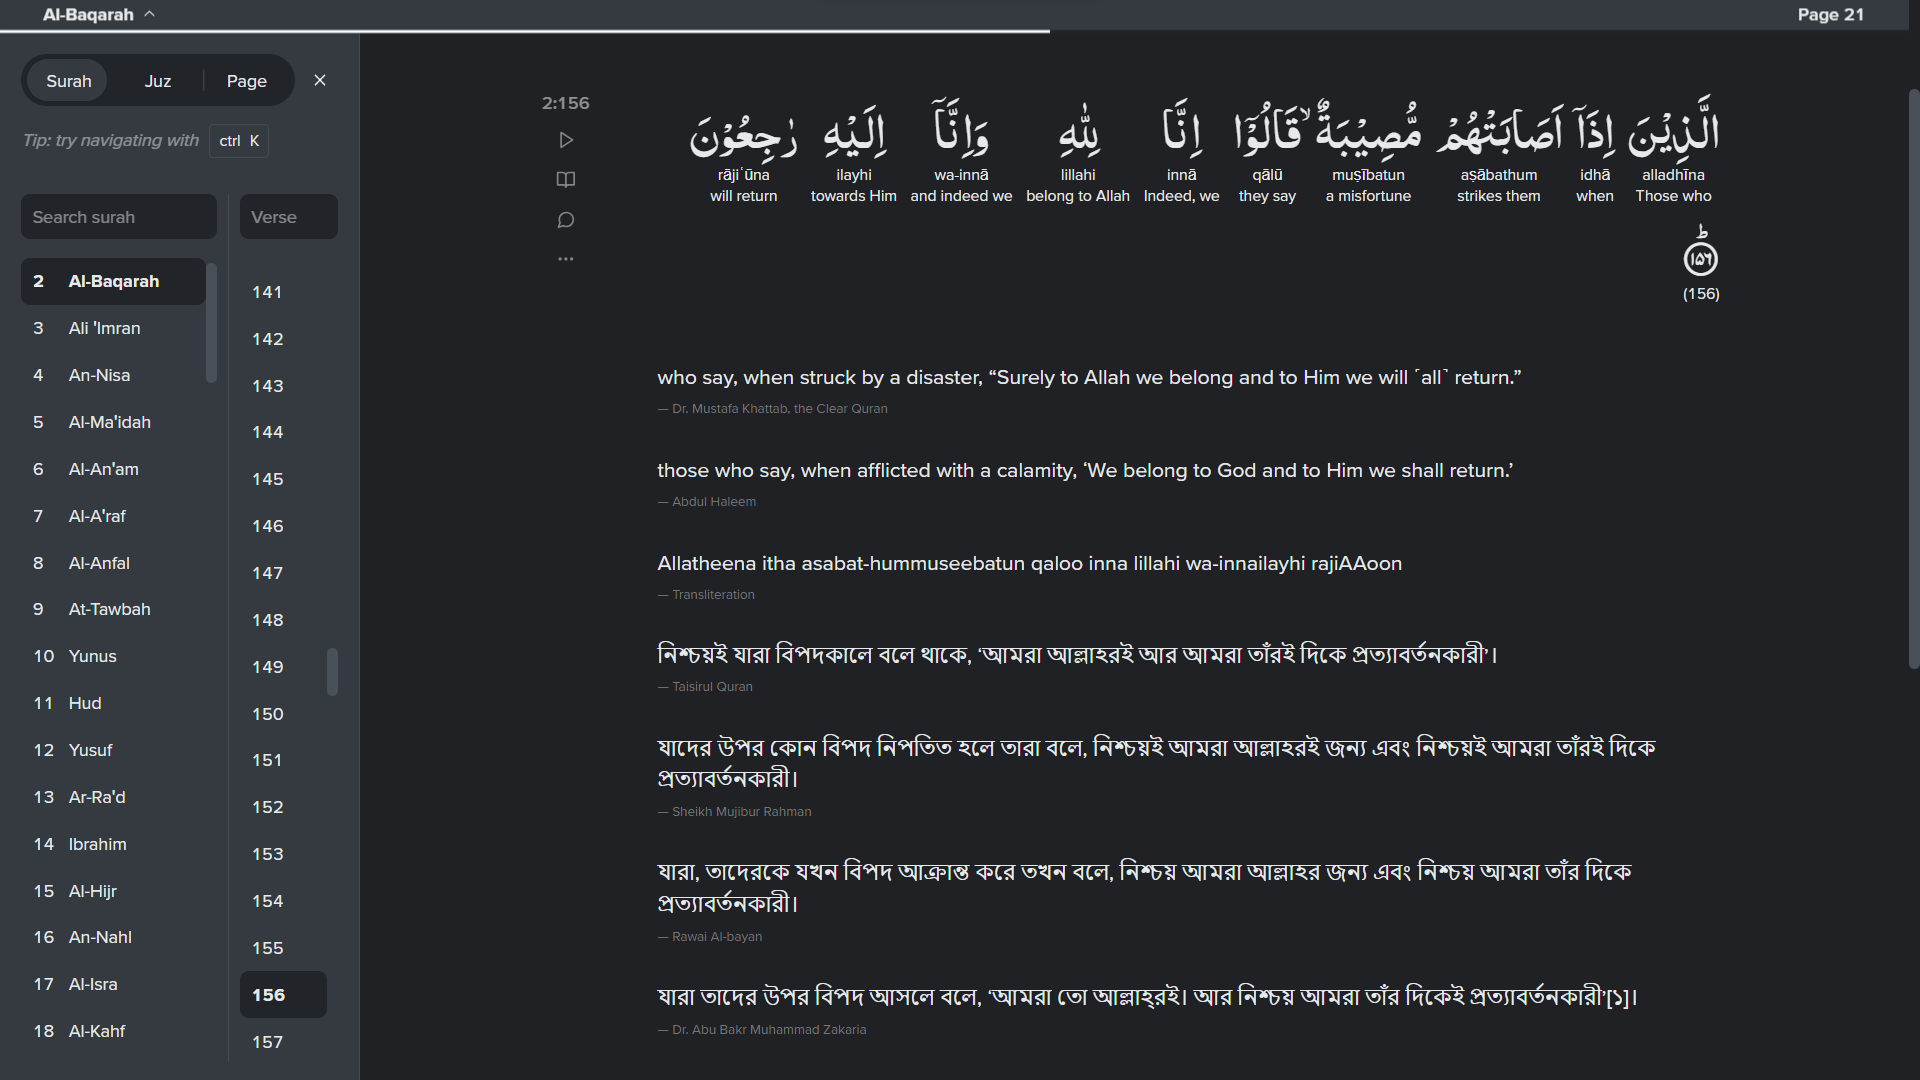 Al-Baqarah
Page 21
Surah
Juz
Page
Tip: try navigating with ctrl K
Search surah
Verse
2 Al-Baqarah
3 Ali 'Imran
4 An-Nisa
5 Al-Ma'idah
6 Al-An'am
7 Al-A'raf
8 Al-Anfal
9 At-Tawbah
10 Yunus
11 Hud
12 Yusuf
13 Ar-Ra'd
14 Ibrahim
15 Al-Hijr
16 An-Nahl
17 Al-Isra
18 Al-Kahf
141
142
143
144
145
146
147
148
149
150
151
152
153
154
155
156
157
2:156
الَّذِيْنَ اِذَاۤ اَصَابَتْهُمْ مُّصِيْبَةٌ ۙ قَالُوْۤا اِنَّا لِلّٰهِ وَاِنَّاۤ اِلَيْهِ رٰجِعُوْنَ
rājiʿūna ilayhi wa-innā lillahi innā qālū muṣībatun aṣābathum idhā alladhīna
will return towards Him and indeed we belong to Allah Indeed, we they say a misfortune strikes them when Those who
ؕ ۱۵۶
(156)
who say, when struck by a disaster, “Surely to Allah we belong and to Him we will ˹all˺ return.”
— Dr. Mustafa Khattab, the Clear Quran
those who say, when afflicted with a calamity, ‘We belong to God and to Him we shall return.’
— Abdul Haleem
Allatheena itha asabat-hummuseebatun qaloo inna lillahi wa-innailayhi rajiAAoon
— Transliteration
নিশ্চয়ই যারা বিপদকালে বলে থাকে, ‘আমরা আল্লাহরই আর আমরা তাঁরই দিকে প্রত্যাবর্তনকারী’।
— Taisirul Quran
যাদের উপর কোন বিপদ নিপতিত হলে তারা বলে, নিশ্চয়ই আমরা আল্লাহরই জন্য এবং নিশ্চয়ই আমরা তাঁরই দিকে
প্রত্যাবর্তনকারী।
— Sheikh Mujibur Rahman
যারা, তাদেরকে যখন বিপদ আক্রান্ত করে তখন বলে, নিশ্চয় আমরা আল্লাহর জন্য এবং নিশ্চয় আমরা তাঁর দিকে
প্রত্যাবর্তনকারী।
— Rawai Al-bayan
যারা তাদের উপর বিপদ আসলে বলে, ‘আমরা তো আল্লাহ্‌রই। আর নিশ্চয় আমরা তাঁর দিকেই প্রত্যাবর্তনকারী’[১]।
— Dr. Abu Bakr Muhammad Zakaria